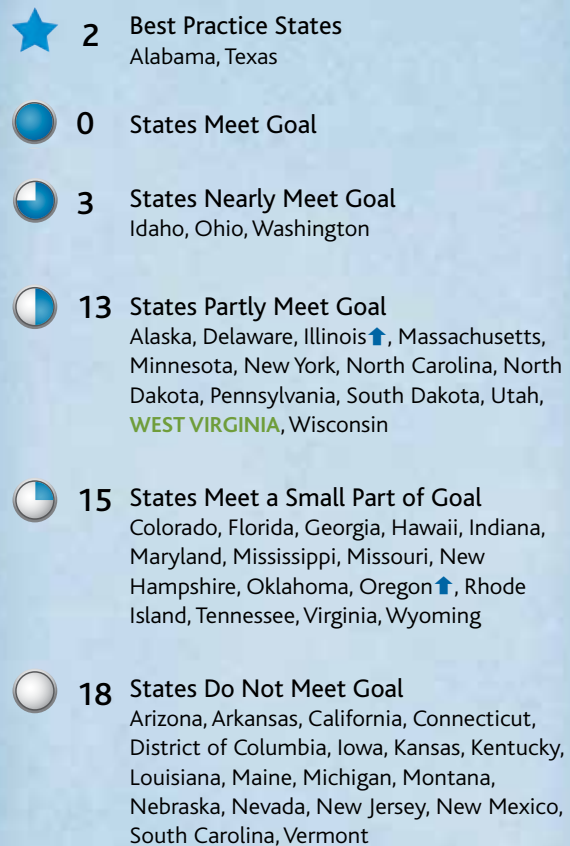 2 Best Practice States
Alabama, Texas
0 States Meet Goal
3 States Nearly Meet Goal
Idaho, Ohio, Washington
13 States Partly Meet Goal
Alaska, Delaware, Illinois⬆, Massachusetts,
Minnesota, New York, North Carolina, North
Dakota, Pennsylvania, South Dakota, Utah,
WEST VIRGINIA, Wisconsin
15 States Meet a Small Part of Goal
Colorado, Florida, Georgia, Hawaii, Indiana,
Maryland, Mississippi, Missouri, New
Hampshire, Oklahoma, Oregon⬆, Rhode
Island, Tennessee, Virginia, Wyoming
18 States Do Not Meet Goal
Arizona, Arkansas, California, Connecticut,
District of Columbia, Iowa, Kansas, Kentucky,
Louisiana, Maine, Michigan, Montana,
Nebraska, Nevada, New Jersey, New Mexico,
South Carolina, Vermont